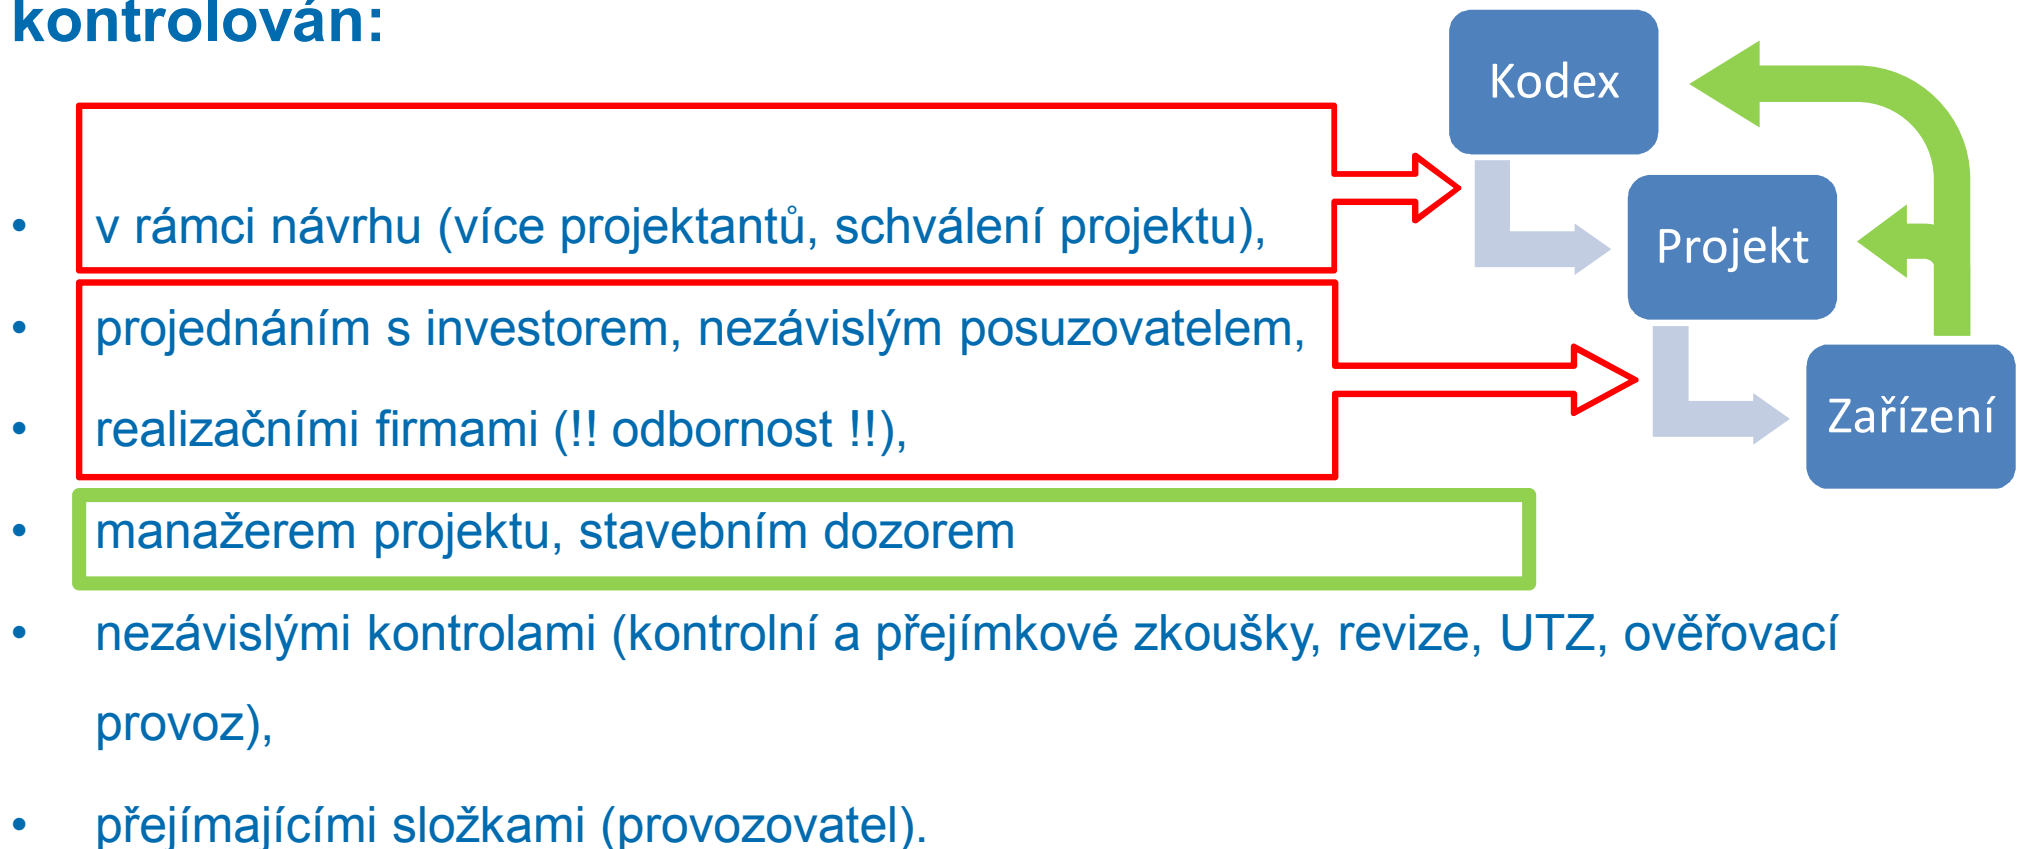 kontrolován:
• v rámci návrhu (více projektantů, schválení projektu),
• projednáním s investorem, nezávislým posuzovatelem,
• realizačními firmami (!! odbornost !!),
• manažerem projektu, stavebním dozorem
• nezávislými kontrolami (kontrolní a přejímkové zkoušky, revize, UTZ, ověřovací
provoz),
• přejímajícími složkami (provozovatel).
Kodex
Projekt
Zařízení